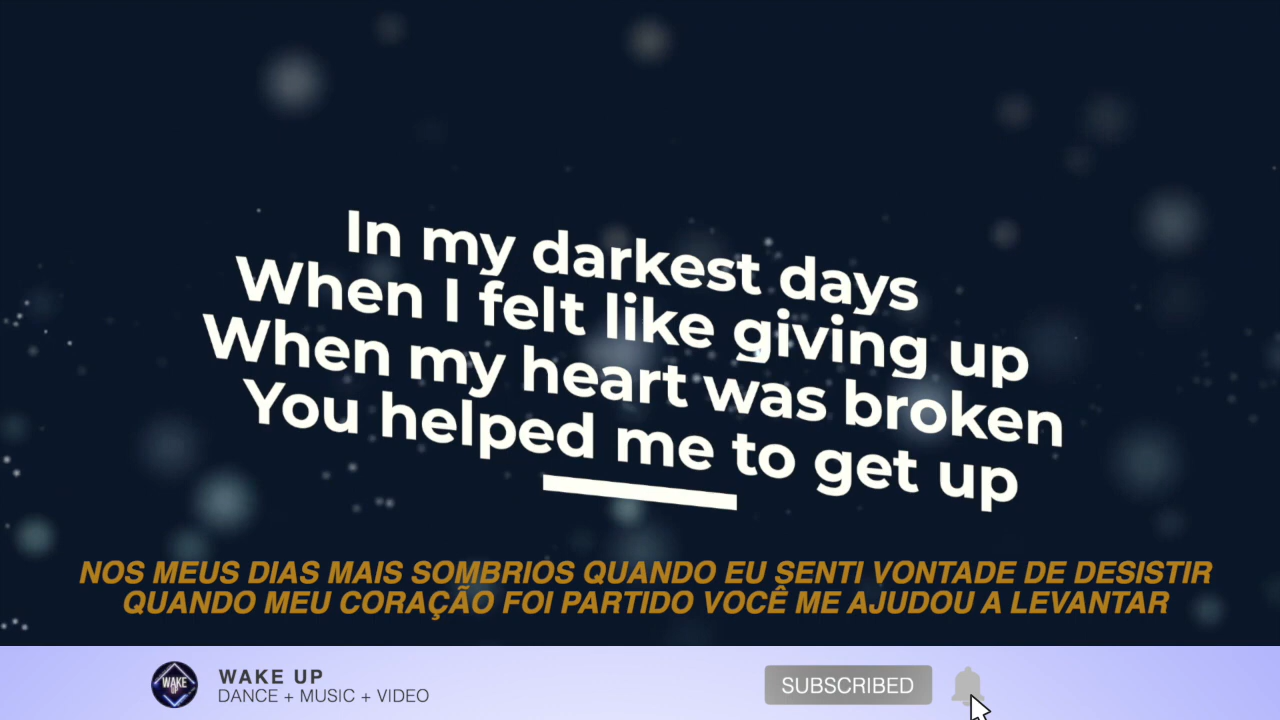 In my darkest days
When I felt like giving up
When my heart was broken
You helped me to get up
NOS MEUS DIAS MAIS SOMBRIOS QUANDO EU SENTI VONTADE DE DESISTIR
QUANDO MEU CORAÇÃO FOI PARTIDO VOCÊ ME AJUDOU A LEVANTAR
WAKE UP
WAKE UP
DANCE + MUSIC + VIDEO
SUBSCRIBED